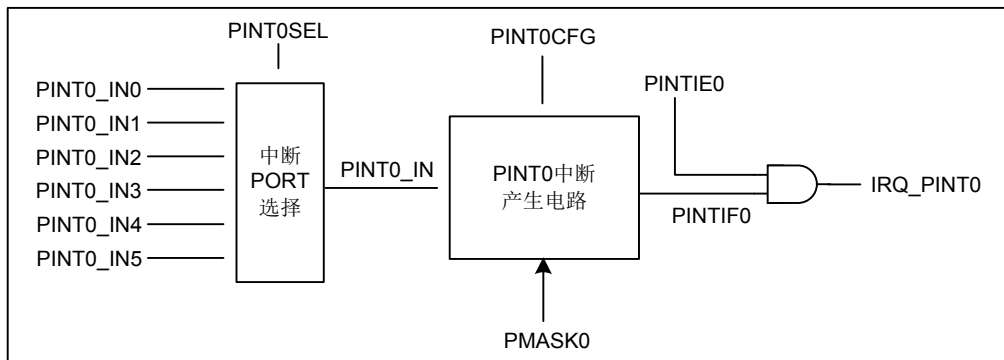 PINT0SEL
PINT0CFG
PINT0_IN0
PINT0_IN1
PINT0_IN2
PINT0_IN3
PINT0_IN4
PINT0_IN5
中断
PORT
选择
PINT0_IN
PINT0中断
产生电路
PINTIE0
PINTIF0
IRQ_PINT0
PMASK0